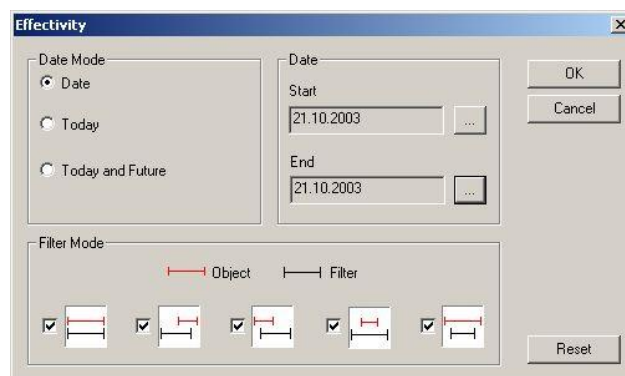 Effectivity
Date Mode
Date
Today
Today and Future
Date
Start
21.10.2003
...
End
21.10.2003
...
OK
Cancel
Filter Mode
Object
Filter
Reset